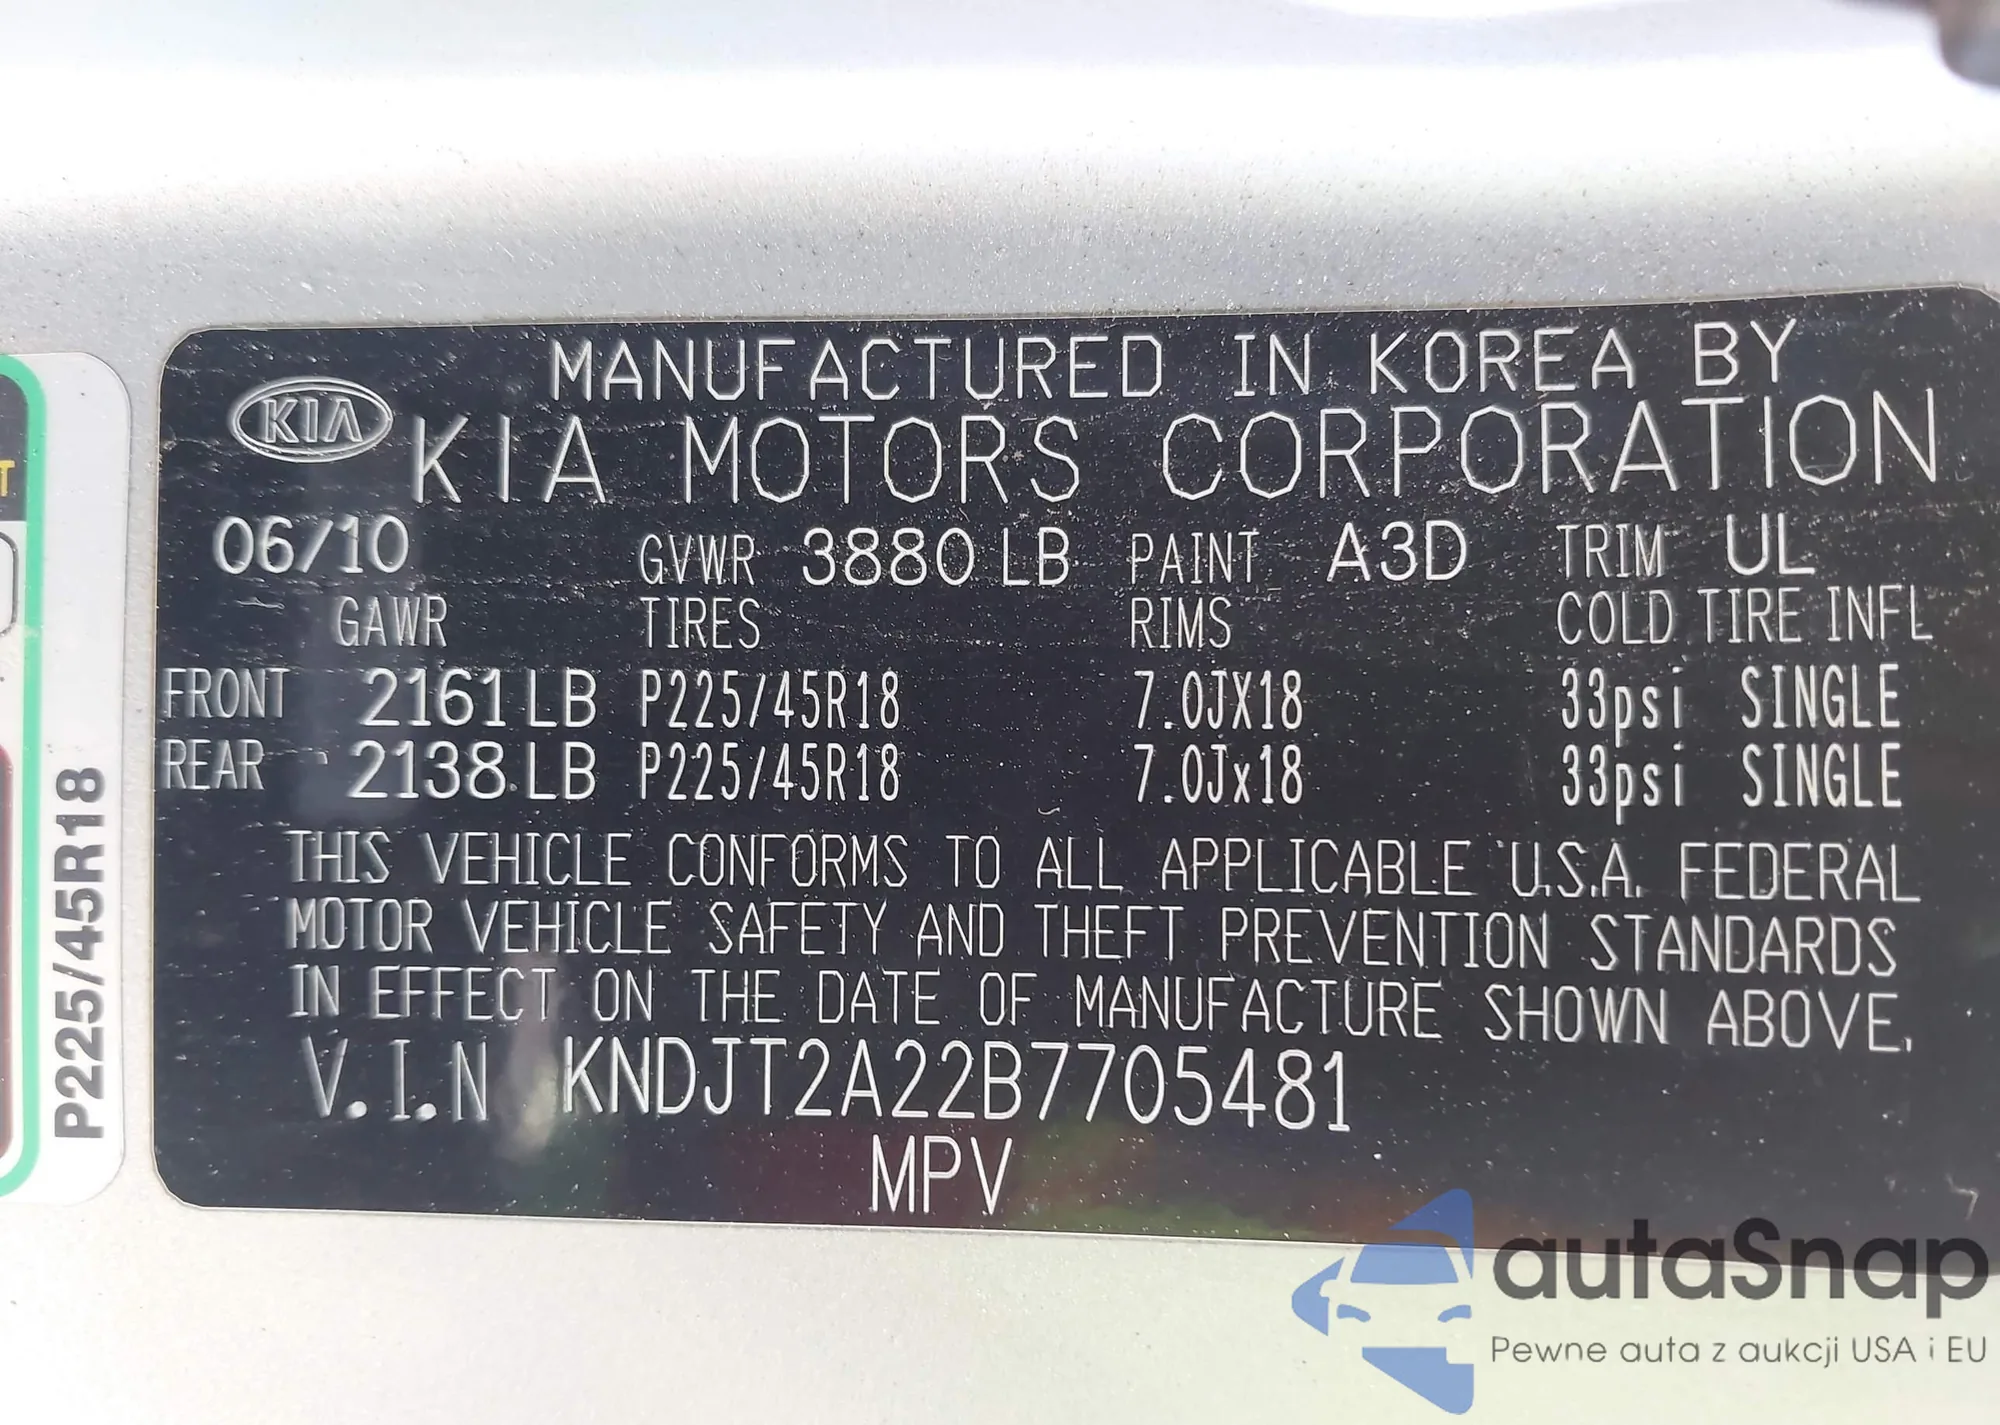 MANUFACTURED IN KOREA BY
KIA
KIA MOTORS CORPORATION
06/10 GVWR 3880 LB PAINT A3D TRIM UL
GAWR TIRES RIMS COLD TIRE INFL
FRONT 2161 LB P225/45R18 7.0JX18 33psi SINGLE
REAR 2138 LB P225/45R18 7.0Jx18 33psi SINGLE
THIS VEHICLE CONFORMS TO ALL APPLICABLE U.S.A. FEDERAL
MOTOR VEHICLE SAFETY AND THEFT PREVENTION STANDARDS
IN EFFECT ON THE DATE OF MANUFACTURE SHOWN ABOVE.
V.I.N KNDJT2A22B7705481
MPV
P225/45R18
T
autaSnap
Pewne auta z aukcji USA i EU